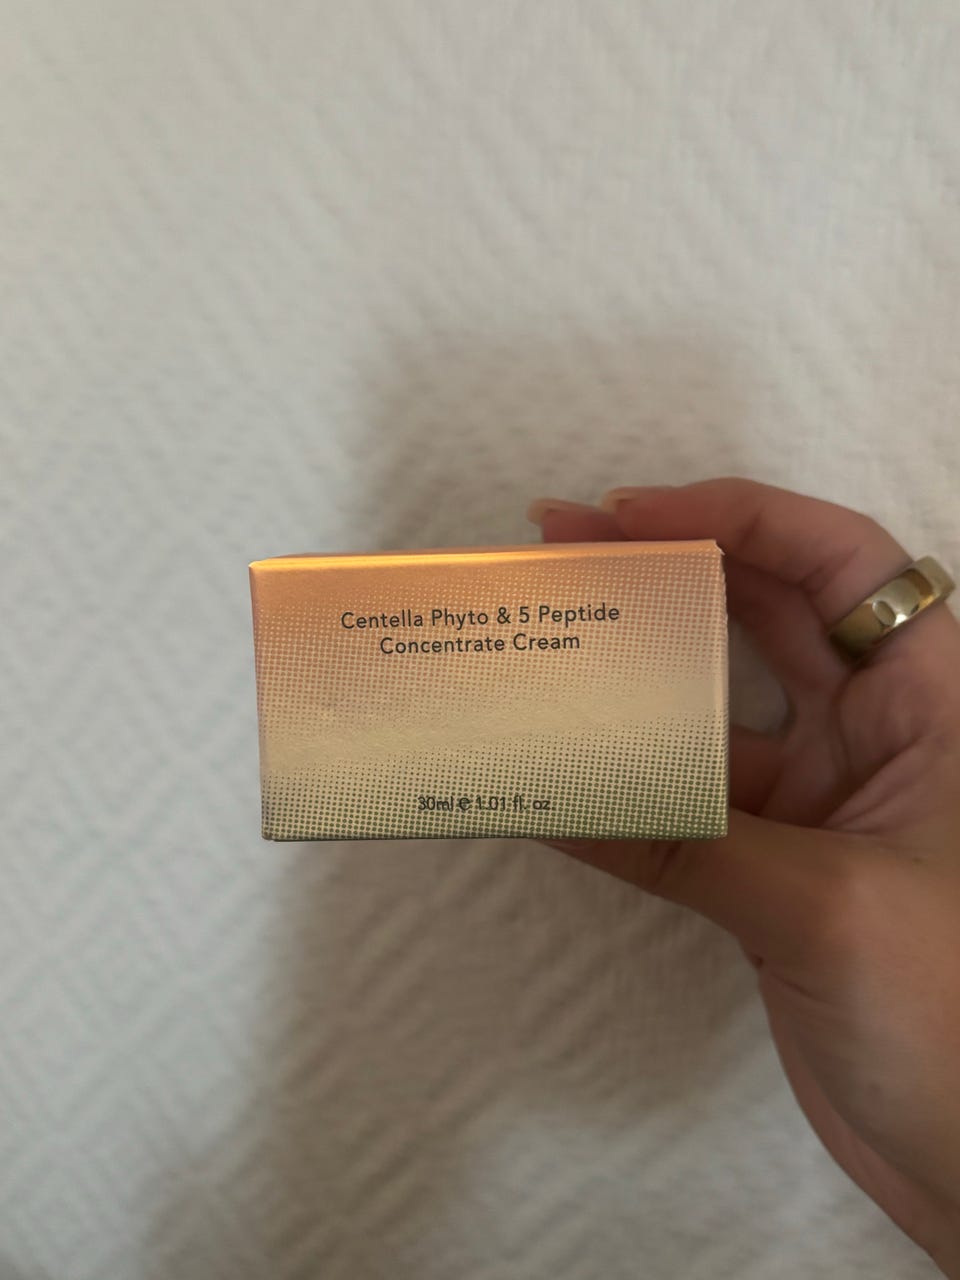 Centella Phyto & 5 Peptide
Concentrate Cream
30ml ℮ 1.01 fl. oz